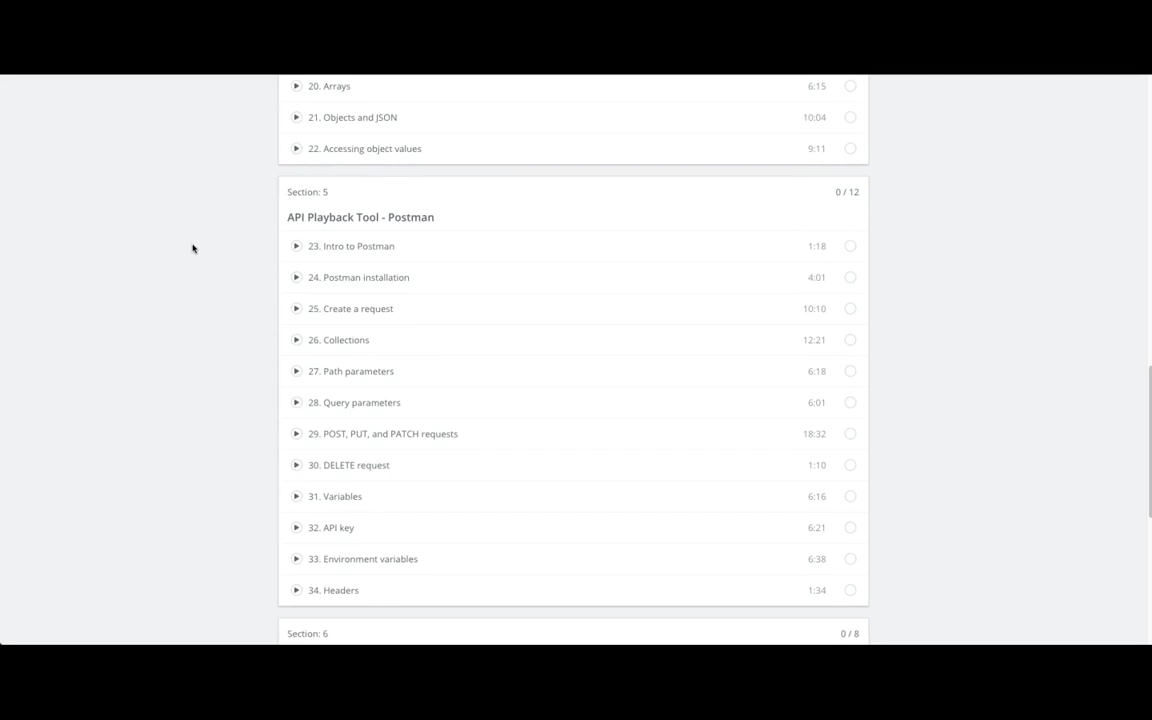 20. Arrays 6:15
21. Objects and JSON 10:04
22. Accessing object values 9:11
Section: 5 0 / 12
API Playback Tool - Postman
23. Intro to Postman 1:18
24. Postman installation 4:01
25. Create a request 10:10
26. Collections 12:21
27. Path parameters 6:18
28. Query parameters 6:01
29. POST, PUT, and PATCH requests 18:32
30. DELETE request 1:10
31. Variables 6:16
32. API key 6:21
33. Environment variables 6:38
34. Headers 1:34
Section: 6 0 / 8